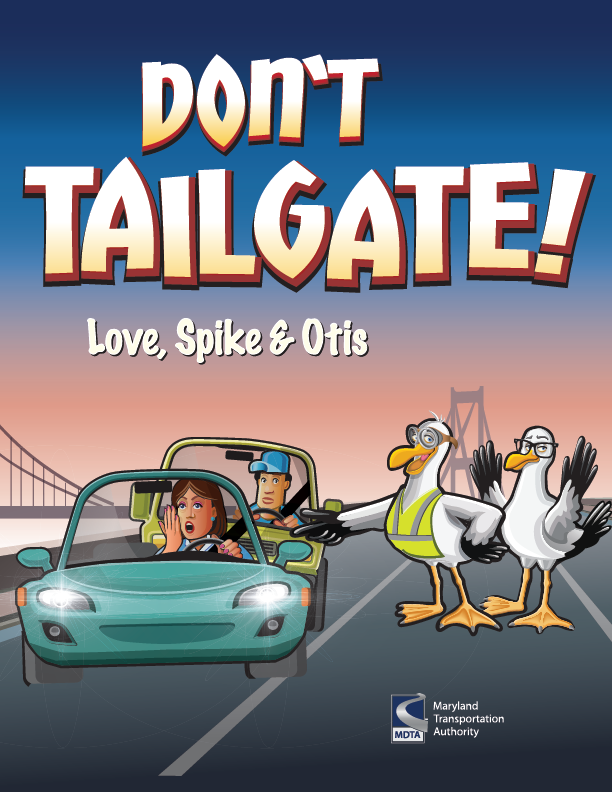 DON'T
TAILGATE!
Love, Spike & Otis
Maryland
Transportation
Authority
MDTA